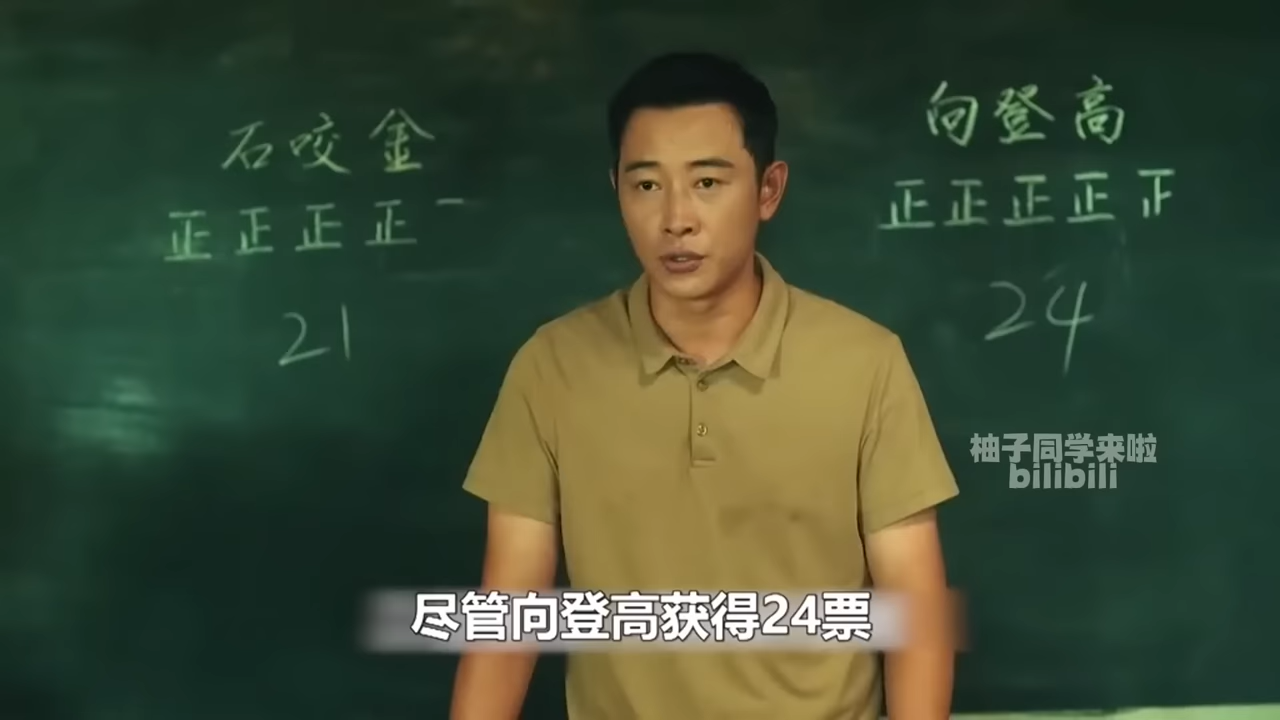 石咬金
正正正正一
21
向登高
正正正正𤴓
24
柚子同学来啦
bilibili
尽管向登高获得24票